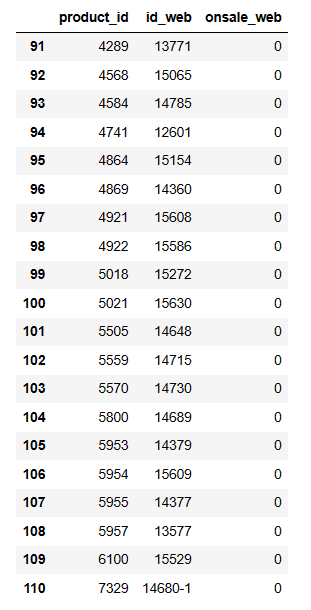 product_id id_web onsale_web
91 4289 13771 0
92 4568 15065 0
93 4584 14785 0
94 4741 12601 0
95 4864 15154 0
96 4869 14360 0
97 4921 15608 0
98 4922 15586 0
99 5018 15272 0
100 5021 15630 0
101 5505 14648 0
102 5559 14715 0
103 5570 14730 0
104 5800 14689 0
105 5953 14379 0
106 5954 15609 0
107 5955 14377 0
108 5957 13577 0
109 6100 15529 0
110 7329 14680-1 0